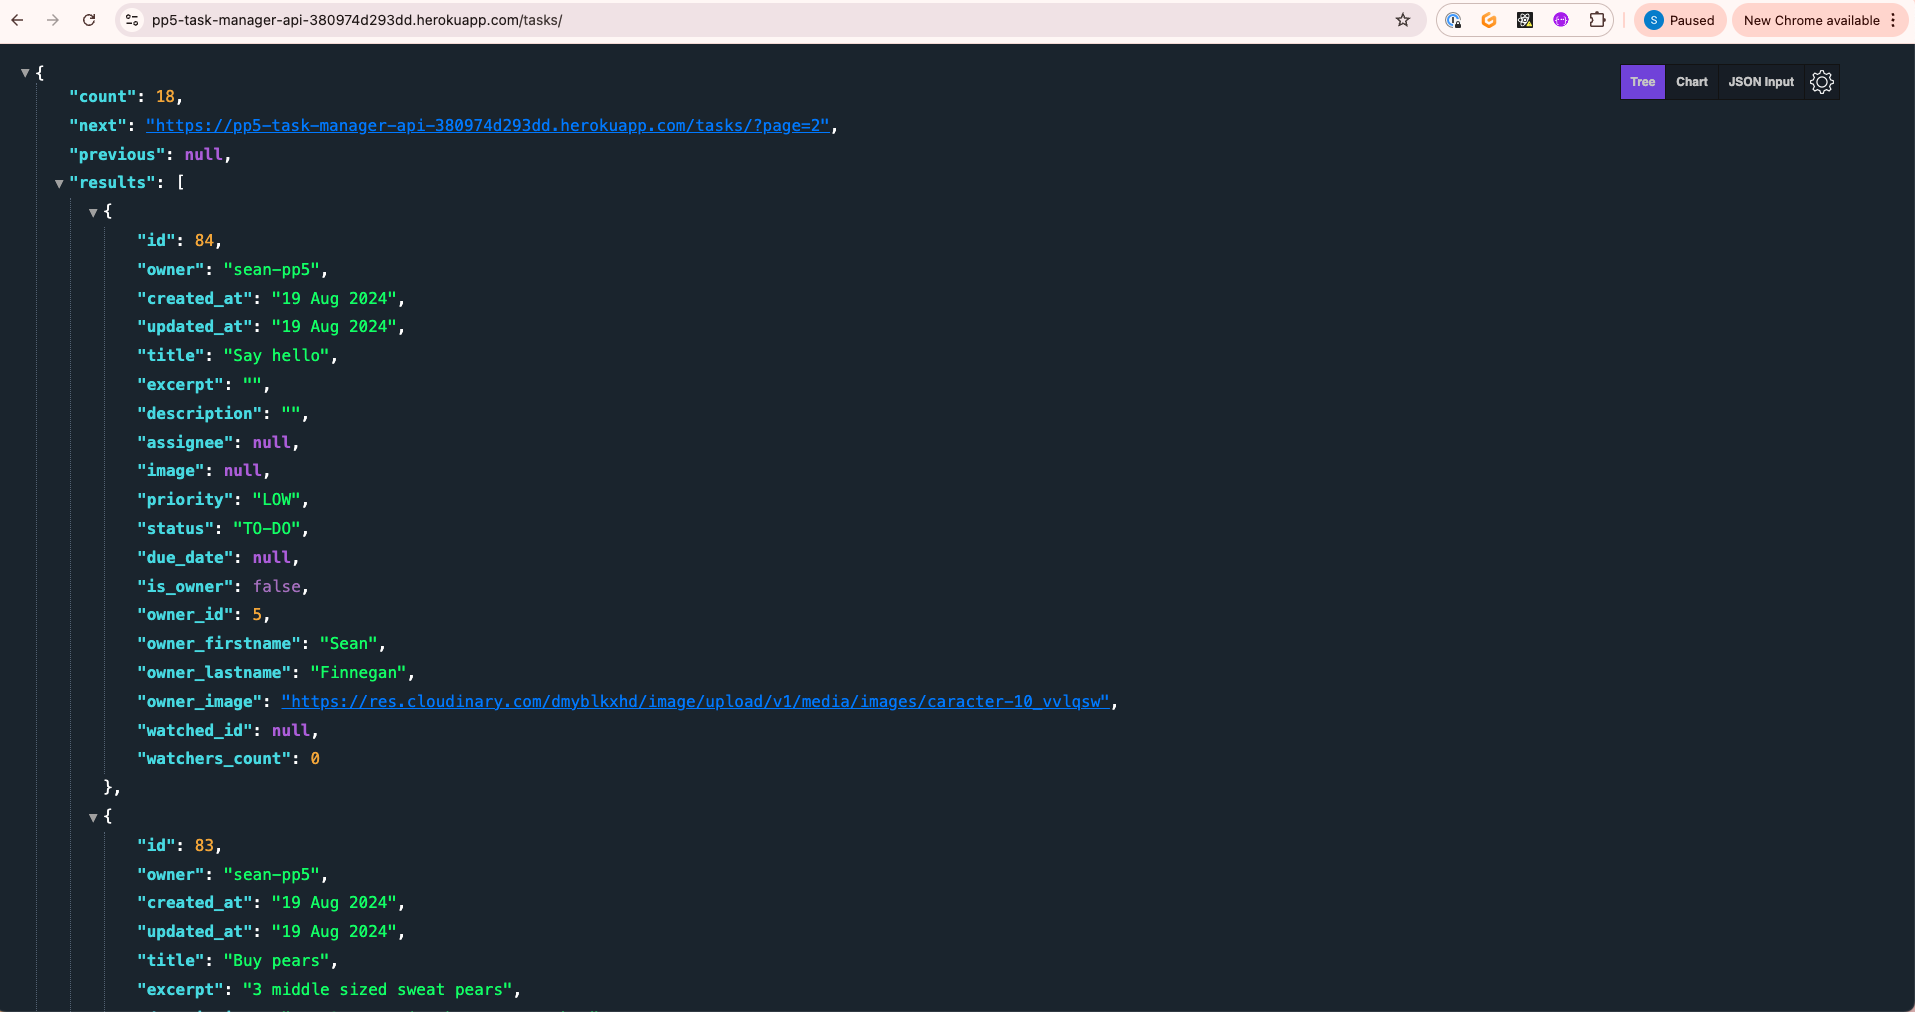 pp5-task-manager-api-380974d293dd.herokuapp.com/tasks/
S Paused
New Chrome available
Tree Chart JSON Input
{
"count": 18,
"next": "https://pp5-task-manager-api-380974d293dd.herokuapp.com/tasks/?page=2",
"previous": null,
"results": [
{
"id": 84,
"owner": "sean-pp5",
"created_at": "19 Aug 2024",
"updated_at": "19 Aug 2024",
"title": "Say hello",
"excerpt": "",
"description": "",
"assignee": null,
"image": null,
"priority": "LOW",
"status": "TO-DO",
"due_date": null,
"is_owner": false,
"owner_id": 5,
"owner_firstname": "Sean",
"owner_lastname": "Finnegan",
"owner_image": "https://res.cloudinary.com/dmyblkxhd/image/upload/v1/media/images/caracter-10_vvlqsw",
"watched_id": null,
"watchers_count": 0
},
{
"id": 83,
"owner": "sean-pp5",
"created_at": "19 Aug 2024",
"updated_at": "19 Aug 2024",
"title": "Buy pears",
"excerpt": "3 middle sized sweat pears",